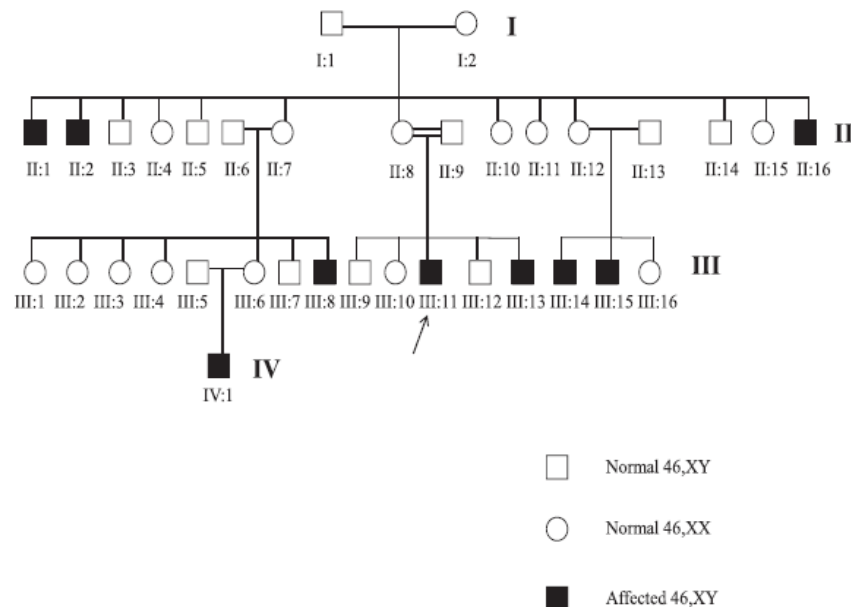 I
I:1 I:2
II
II:1 II:2 II:3 II:4 II:5 II:6 II:7 II:8 II:9 II:10 II:11 II:12 II:13 II:14 II:15 II:16
III
III:1 III:2 III:3 III:4 III:5 III:6 III:7 III:8 III:9 III:10 III:11 III:12 III:13 III:14 III:15 III:16
IV
IV:1
Normal 46,XY
Normal 46,XX
Affected 46,XY